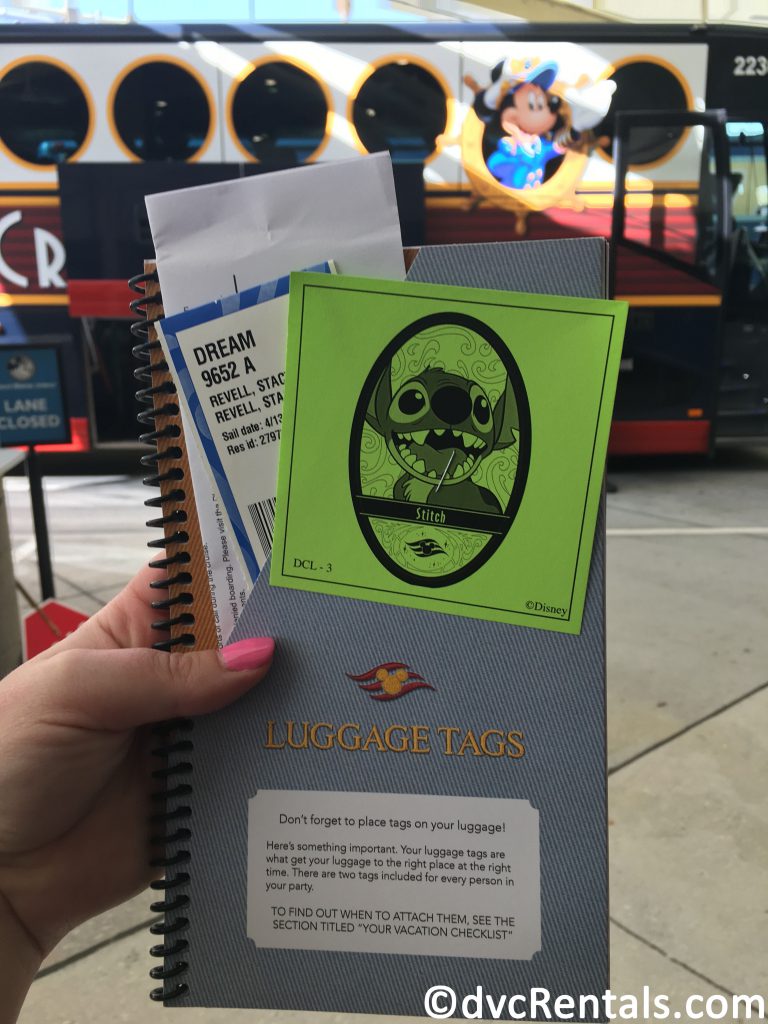 223
CR
LANE
CLOSED
DREAM
9652 A
REVELL, STAC
REVELL, STA
Sail date: 4/13
Res id: 2797
Stitch
DCL - 3
©Disney
LUGGAGE TAGS
Don't forget to place tags on your luggage!
Here's something important. Your luggage tags are
what get your luggage to the right place at the right
time. There are two tags included for every person in
your party.
TO FIND OUT WHEN TO ATTACH THEM, SEE THE
SECTION TITLED "YOUR VACATION CHECKLIST"
©dvcRentals.com